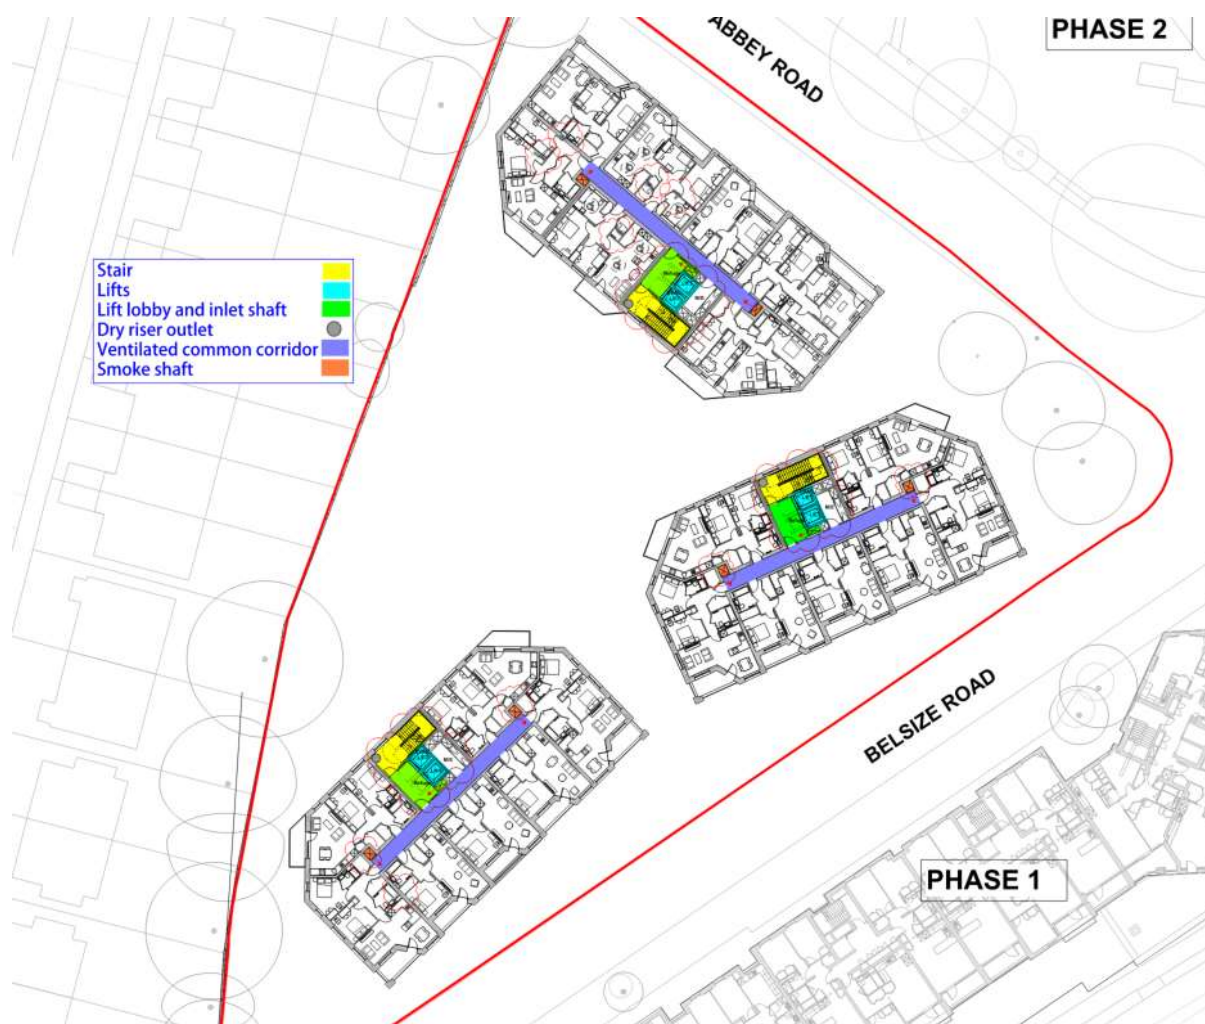 ABBEY ROAD
PHASE 2
Stair
Lifts
Lift lobby and inlet shaft
Dry riser outlet
Ventilated common corridor
Smoke shaft
BELSIZE ROAD
PHASE 1